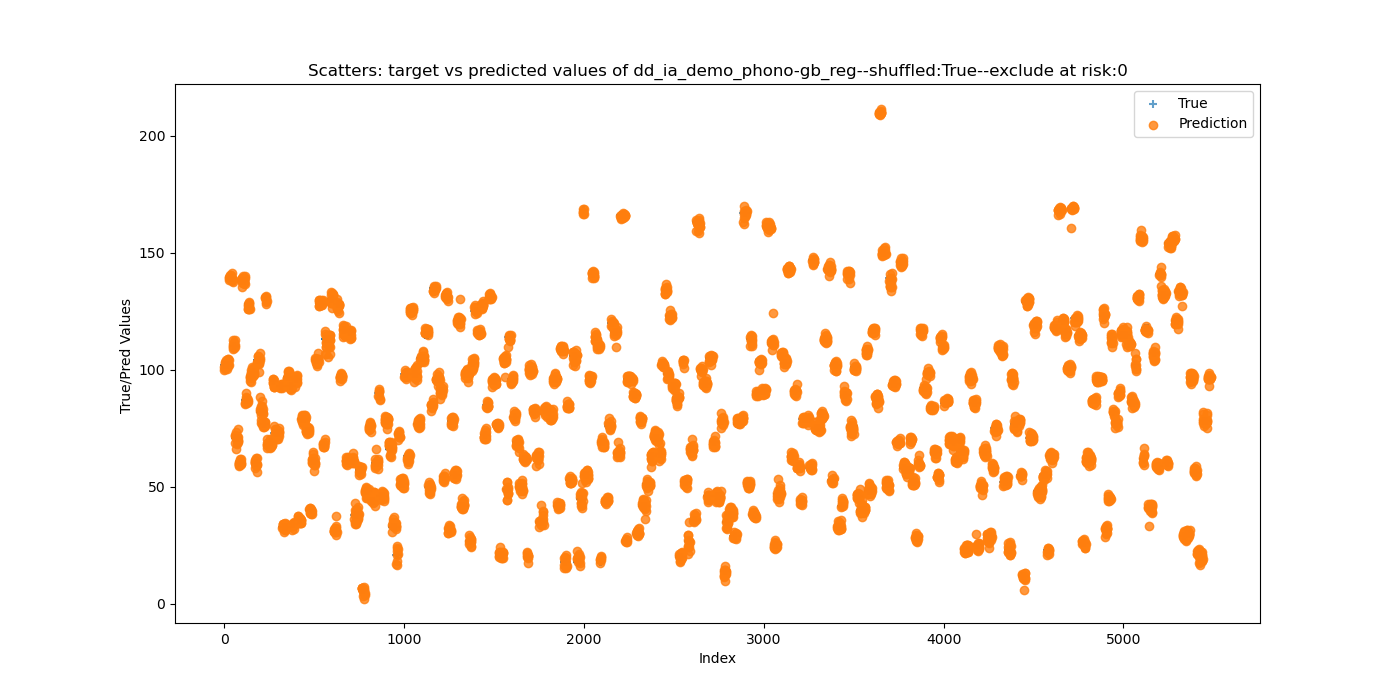 Scatters: target vs predicted values of dd_ia_demo_phono-gb_reg--shuffled:True--exclude at risk:0
True
Prediction
200
150
100
50
0
True/Pred Values
0 1000 2000 3000 4000 5000
Index